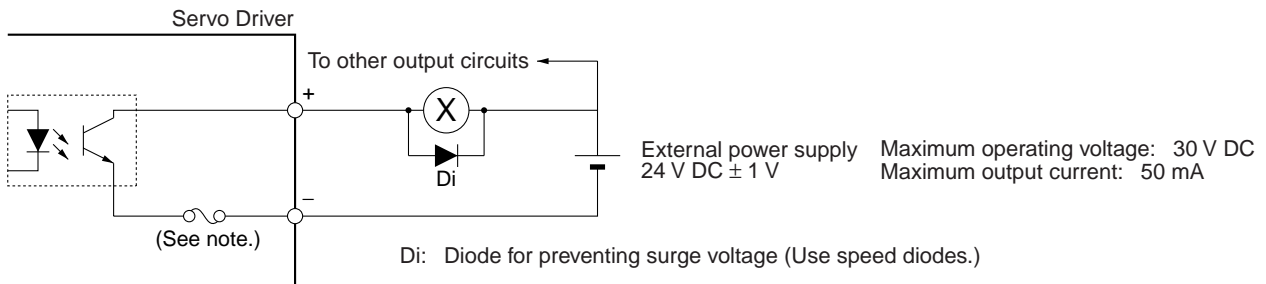 Servo Driver
To other output circuits
+
X
Di
External power supply
24 V DC ± 1 V
Maximum operating voltage: 30 V DC
Maximum output current: 50 mA
–
(See note.)
Di: Diode for preventing surge voltage (Use speed diodes.)